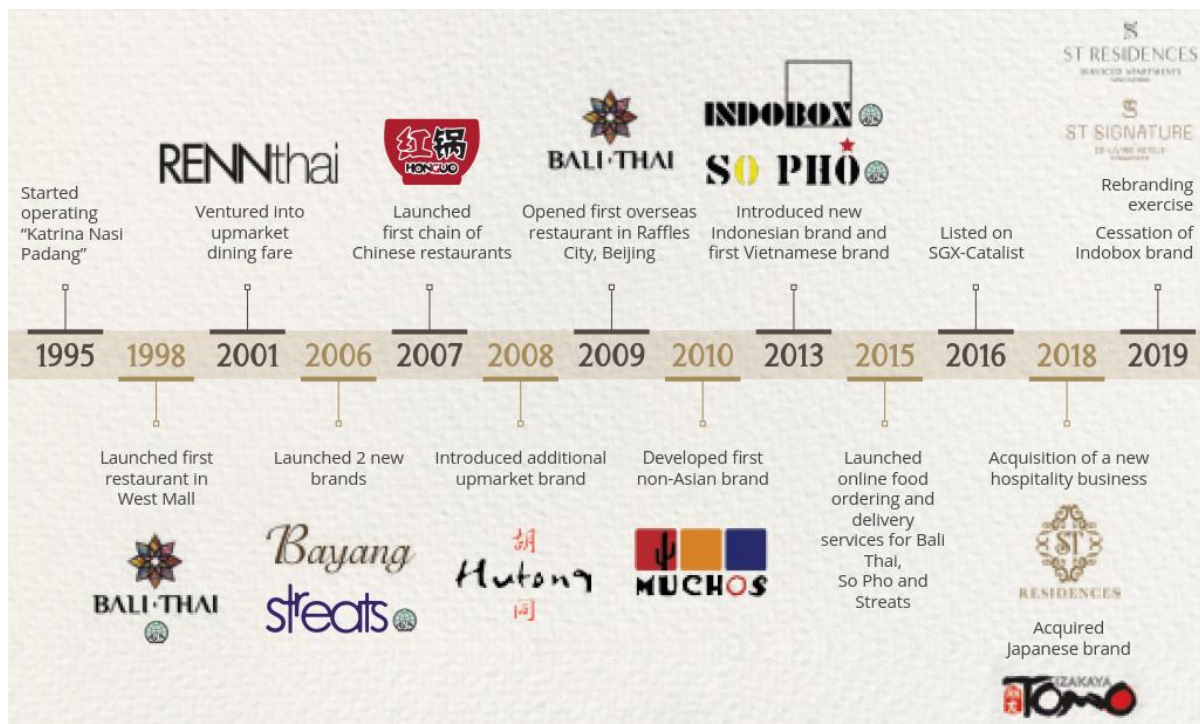 ST RESIDENCES
SERVICED APARTMENTS
ST SIGNATURE
CO-LIVING HOTELS
INDOBOX
SO PHO
BALI·THAI
红锅
HONGUO
RENNthai
Started
operating
“Katrina Nasi
Padang”
Ventured into
upmarket
dining fare
Launched
first chain of
Chinese restaurants
Opened first overseas
restaurant in Raffles
City, Beijing
Introduced new
Indonesian brand and
first Vietnamese brand
Listed on
SGX-Catalist
Rebranding
exercise
Cessation of
Indobox brand
1995 1998 2001 2006 2007 2008 2009 2010 2013 2015 2016 2018 2019
Launched first
restaurant in
West Mall
BALI·THAI
Launched 2 new
brands
Bayang
streats
Introduced additional
upmarket brand
胡
Hutong
同
Developed first
non-Asian brand
MUCHOS
Launched
online food
ordering and
delivery
services for Bali
Thai,
So Pho and
Streats
Acquisition of a new
hospitality business
ST
RESIDENCES
Acquired
Japanese brand
IZAKAYA
TOMO